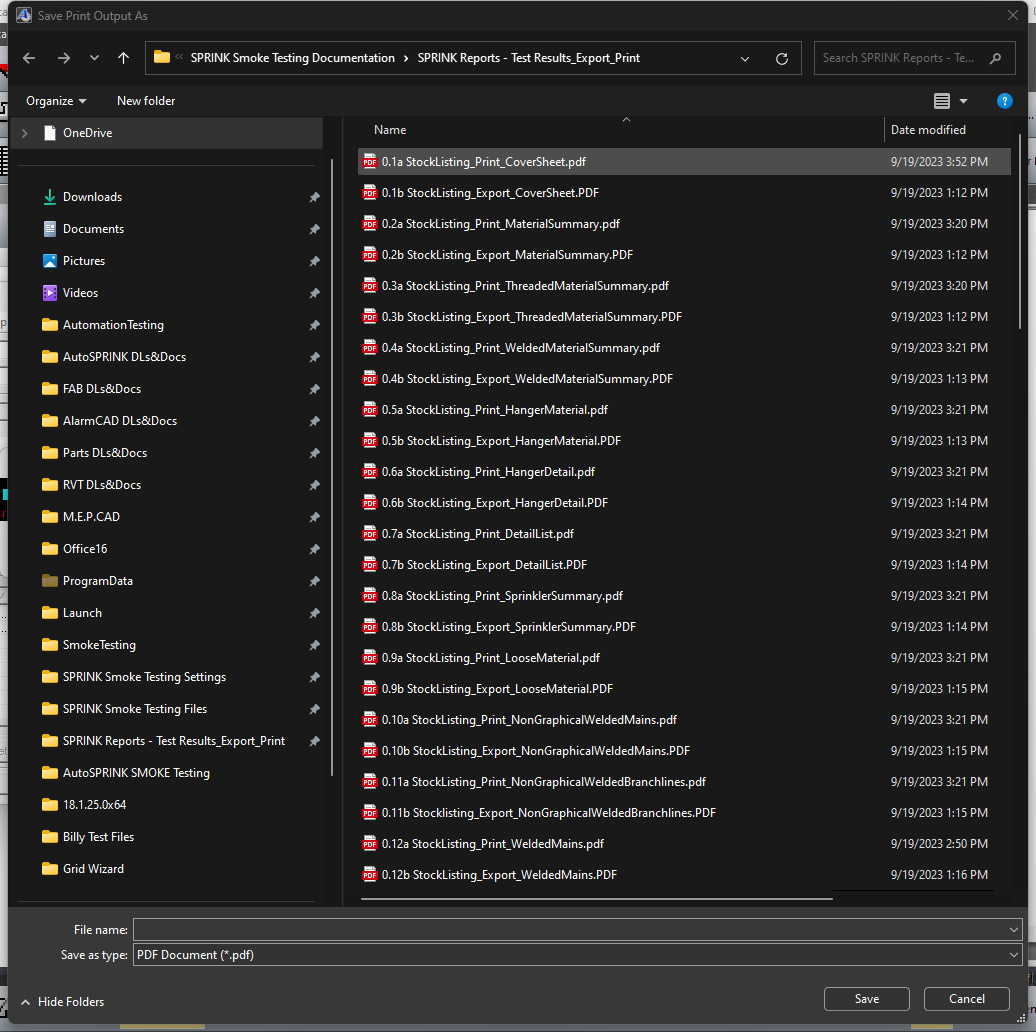 Save Print Output As
SPRINK Smoke Testing Documentation > SPRINK Reports - Test Results_Export_Print
Search SPRINK Reports - Te...
Organize
New folder
OneDrive
Downloads
Documents
Pictures
Videos
AutomationTesting
AutoSPRINK DLs&Docs
FAB DLs&Docs
AlarmCAD DLs&Docs
Parts DLs&Docs
RVT DLs&Docs
M.E.P.CAD
Office16
ProgramData
Launch
SmokeTesting
SPRINK Smoke Testing Settings
SPRINK Smoke Testing Files
SPRINK Reports - Test Results_Export_Print
AutoSPRINK SMOKE Testing
18.1.25.0x64
Billy Test Files
Grid Wizard
Name Date modified
0.1a StockListing_Print_CoverSheet.pdf 9/19/2023 3:52 PM
0.1b StockListing_Export_CoverSheet.PDF 9/19/2023 1:12 PM
0.2a StockListing_Print_MaterialSummary.pdf 9/19/2023 3:20 PM
0.2b StockListing_Export_MaterialSummary.PDF 9/19/2023 1:12 PM
0.3a StockListing_Print_ThreadedMaterialSummary.pdf 9/19/2023 3:20 PM
0.3b StockListing_Export_ThreadedMaterialSummary.PDF 9/19/2023 1:12 PM
0.4a StockListing_Print_WeldedMaterialSummary.pdf 9/19/2023 3:21 PM
0.4b StockListing_Export_WeldedMaterialSummary.PDF 9/19/2023 1:13 PM
0.5a StockListing_Print_HangerMaterial.pdf 9/19/2023 3:21 PM
0.5b StockListing_Export_HangerMaterial.PDF 9/19/2023 1:13 PM
0.6a StockListing_Print_HangerDetail.pdf 9/19/2023 3:21 PM
0.6b StockListing_Export_HangerDetail.PDF 9/19/2023 1:14 PM
0.7a StockListing_Print_DetailList.pdf 9/19/2023 3:21 PM
0.7b StockListing_Export_DetailList.PDF 9/19/2023 1:14 PM
0.8a StockListing_Print_SprinklerSummary.pdf 9/19/2023 3:21 PM
0.8b StockListing_Export_SprinklerSummary.PDF 9/19/2023 1:14 PM
0.9a StockListing_Print_LooseMaterial.pdf 9/19/2023 3:21 PM
0.9b StockListing_Export_LooseMaterial.PDF 9/19/2023 1:15 PM
0.10a StockListing_Print_NonGraphicalWeldedMains.pdf 9/19/2023 3:21 PM
0.10b StockListing_Export_NonGraphicalWeldedMains.PDF 9/19/2023 1:15 PM
0.11a StockListing_Print_NonGraphicalWeldedBranchlines.pdf 9/19/2023 3:21 PM
0.11b StockListing_Export_NonGraphicalWeldedBranchlines.PDF 9/19/2023 1:15 PM
0.12a StockListing_Print_WeldedMains.pdf 9/19/2023 2:50 PM
0.12b StockListing_Export_WeldedMains.PDF 9/19/2023 1:16 PM
File name:
Save as type: PDF Document (*.pdf)
Hide Folders
Save
Cancel